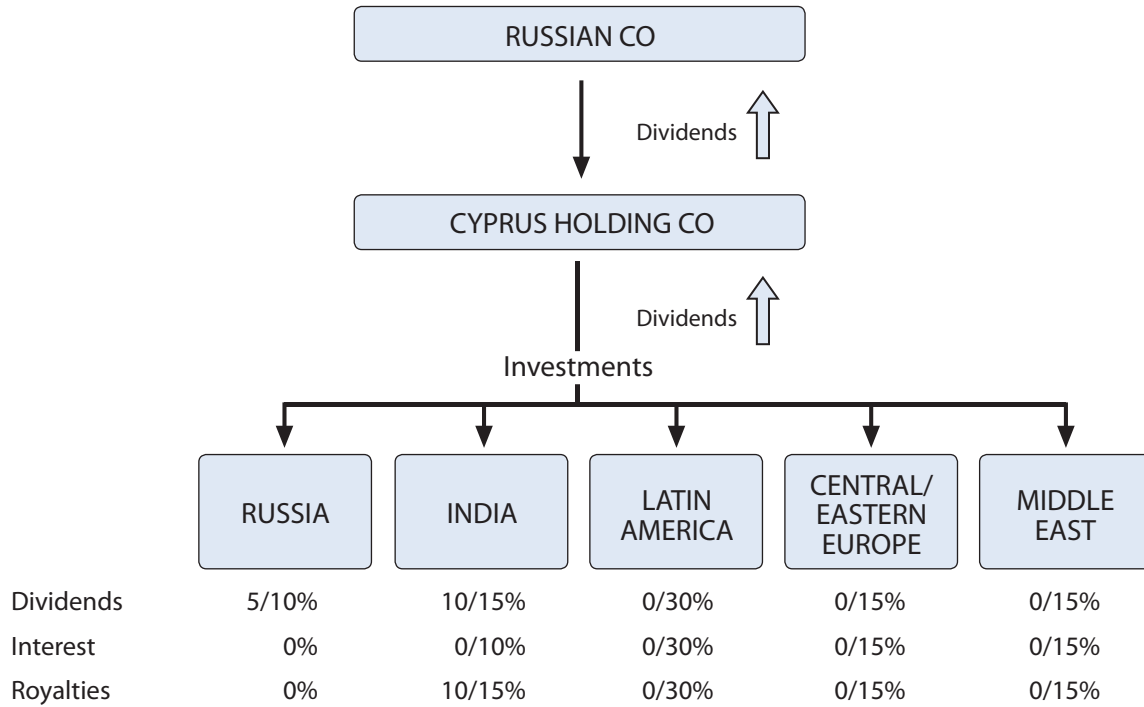 RUSSIAN CO
Dividends
CYPRUS HOLDING CO
Dividends
Investments
RUSSIA
INDIA
LATIN
AMERICA
CENTRAL/
EASTERN
EUROPE
MIDDLE
EAST
Dividends 5/10% 10/15% 0/30% 0/15% 0/15%
Interest 0% 0/10% 0/30% 0/15% 0/15%
Royalties 0% 10/15% 0/30% 0/15% 0/15%